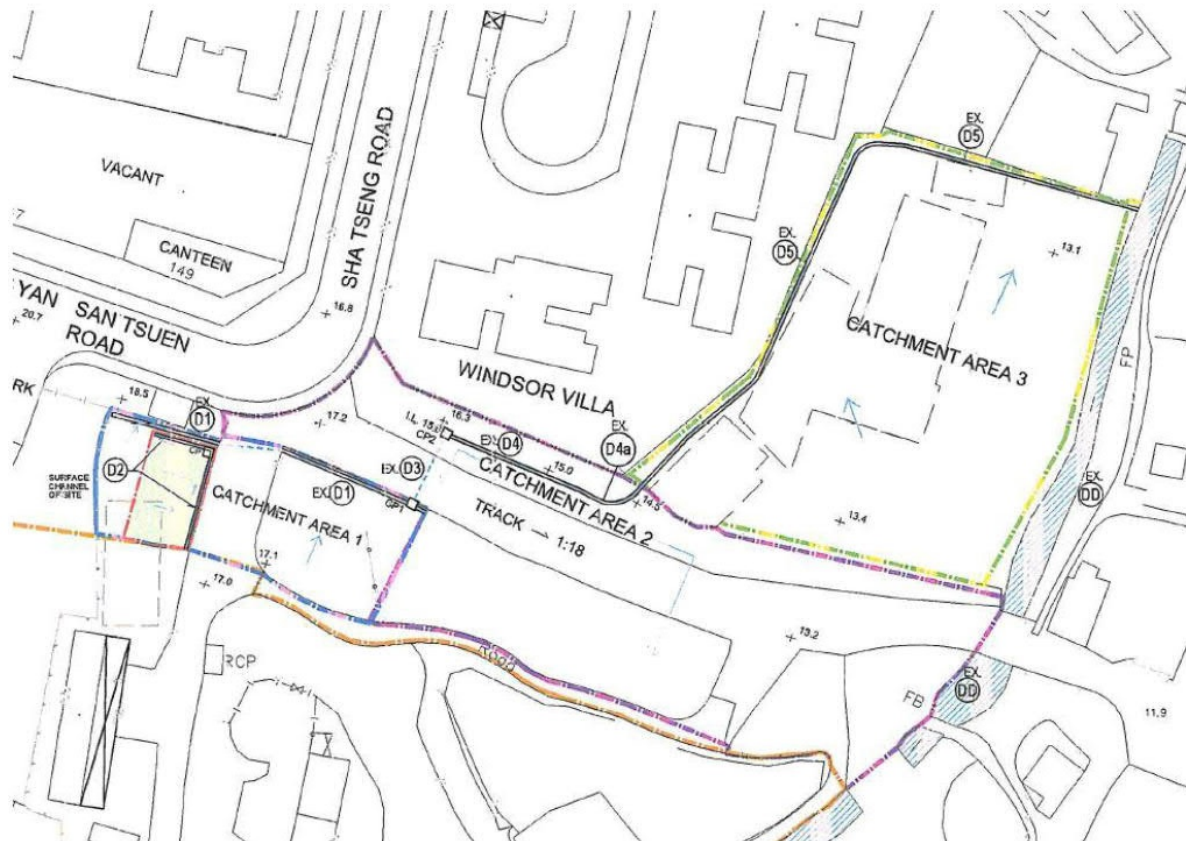 VACANT
CANTEEN
149
SHA TSENG ROAD
YAN SAN TSUEN
ROAD
20.7
16.8
EX.
D5
EX.
D5
13.1
CATCHMENT AREA 3
WINDSOR VILLA
FP
RK
18.5
EX.
D1
17.2
16.3
CP2
EX.
D4
15.0
EX.
D4a
14.5
CATCHMENT AREA 2
TRACK → 1:18
13.4
EX.
DD
D2
SURFACE
CHANNEL
OF SITE
CATCHMENT AREA 1
EX.
D1
EX.
D3
CP1
17.1
17.0
RCP
Road
13.2
FB
EX.
DD
11.9